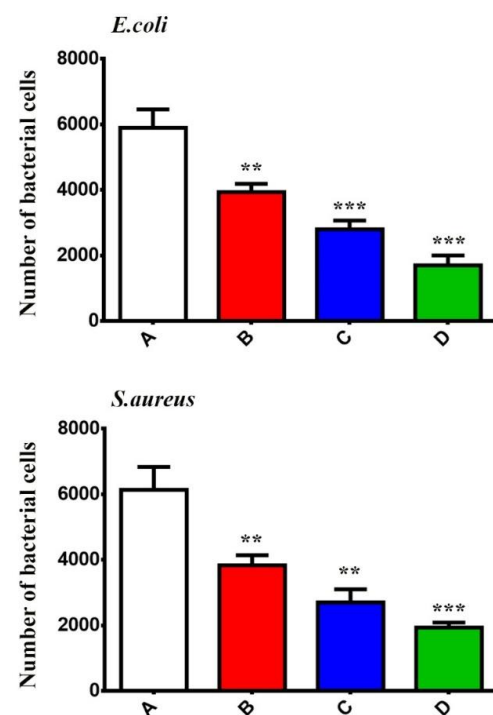 E.coli
Number of bacterial cells
8000
6000
4000
2000
0
**
***
***
A
B
C
D
S.aureus
Number of bacterial cells
8000
6000
4000
2000
0
**
**
***
A
B
C
D